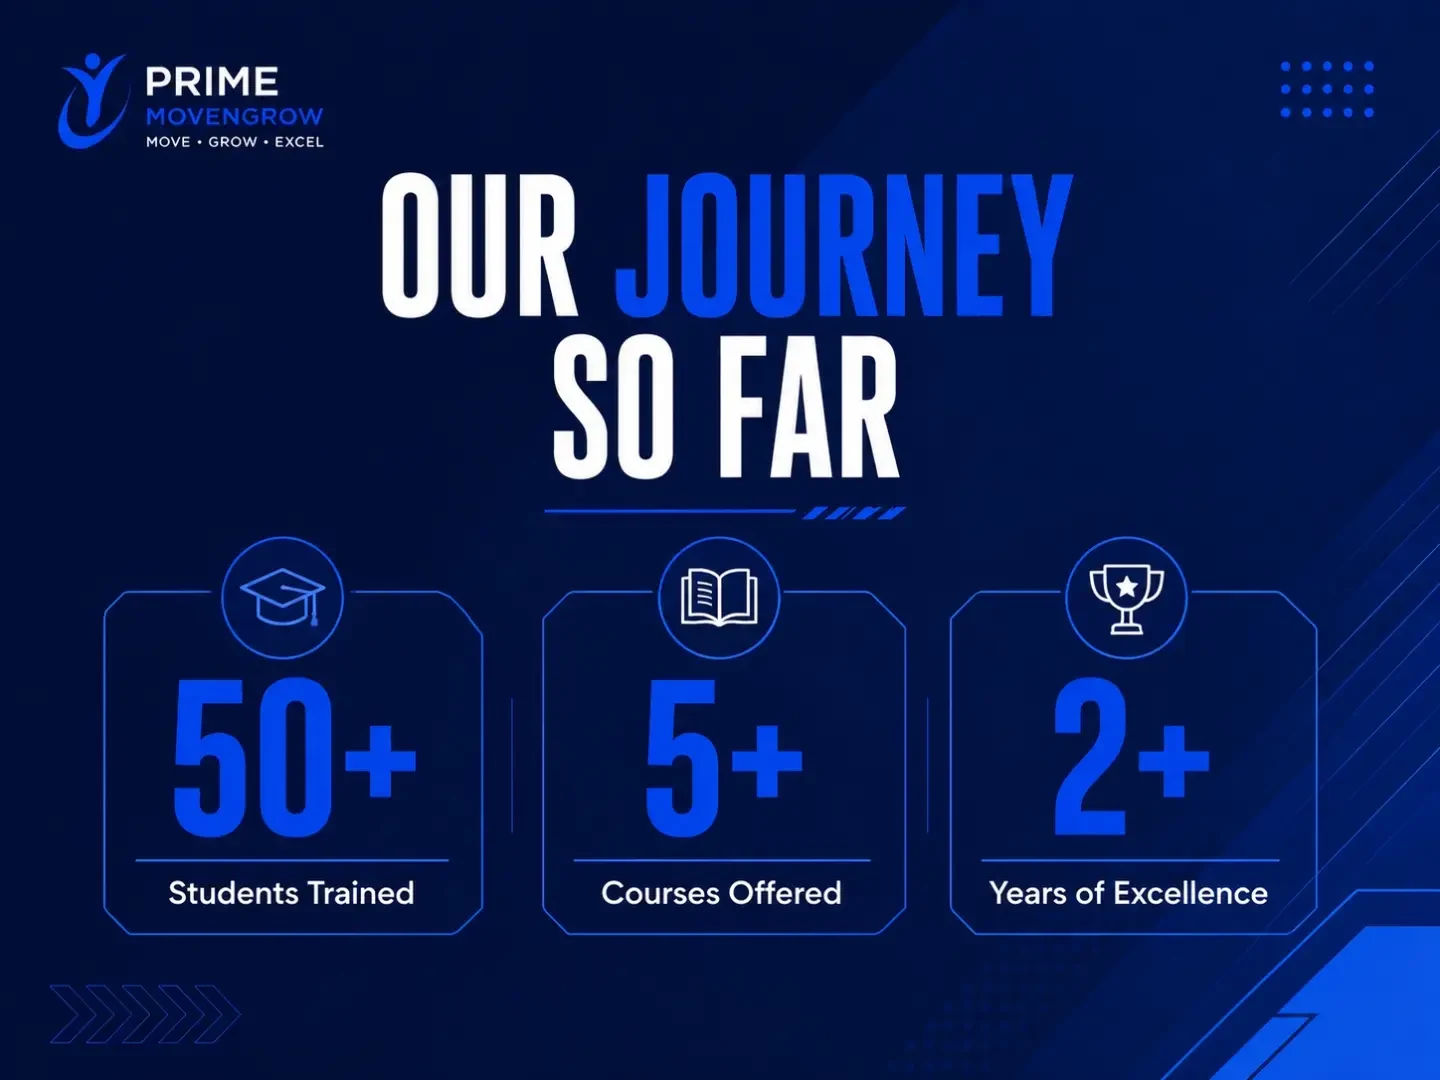 PRIME
MOVENGROW
MOVE • GROW • EXCEL
OUR JOURNEY
SO FAR
50+
Students Trained
5+
Courses Offered
2+
Years of Excellence